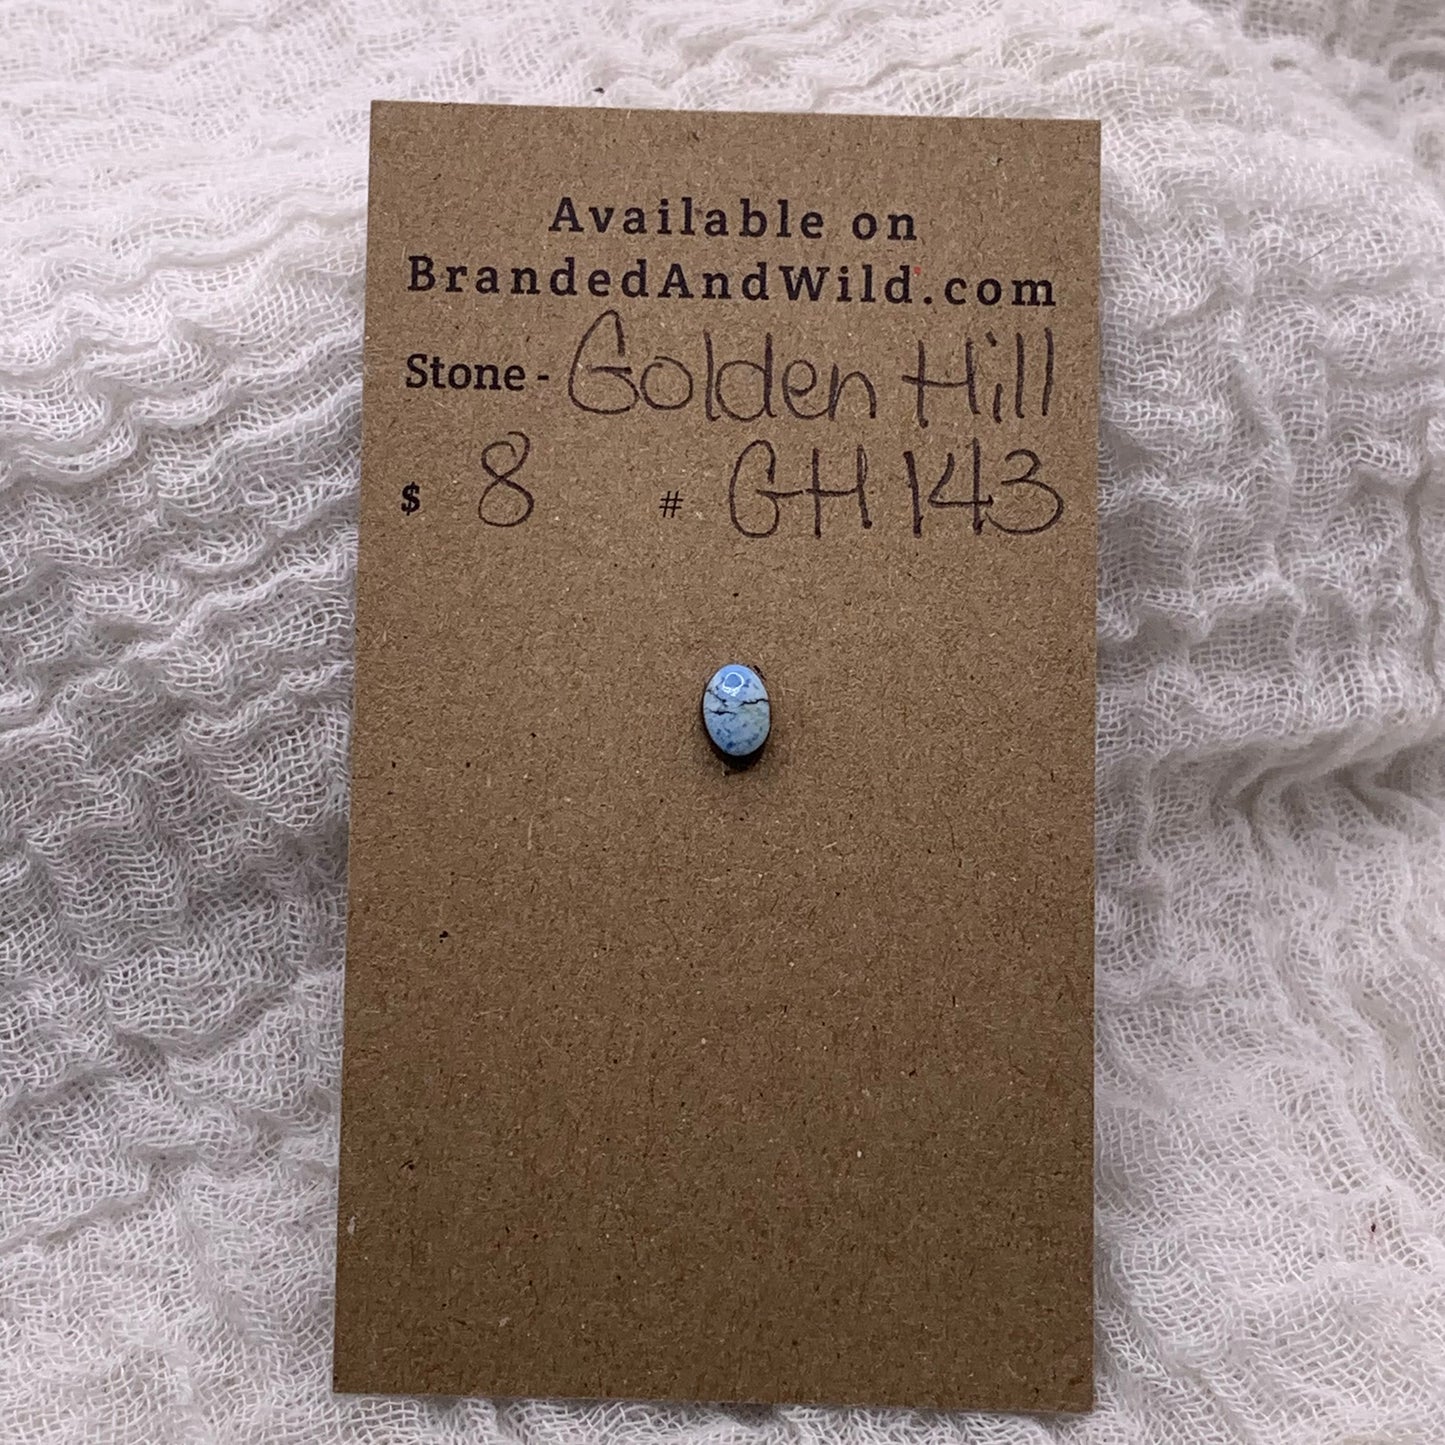 Available on
BrandedAndWild.com
Stone - Golden Hill
$ 8 # GH143